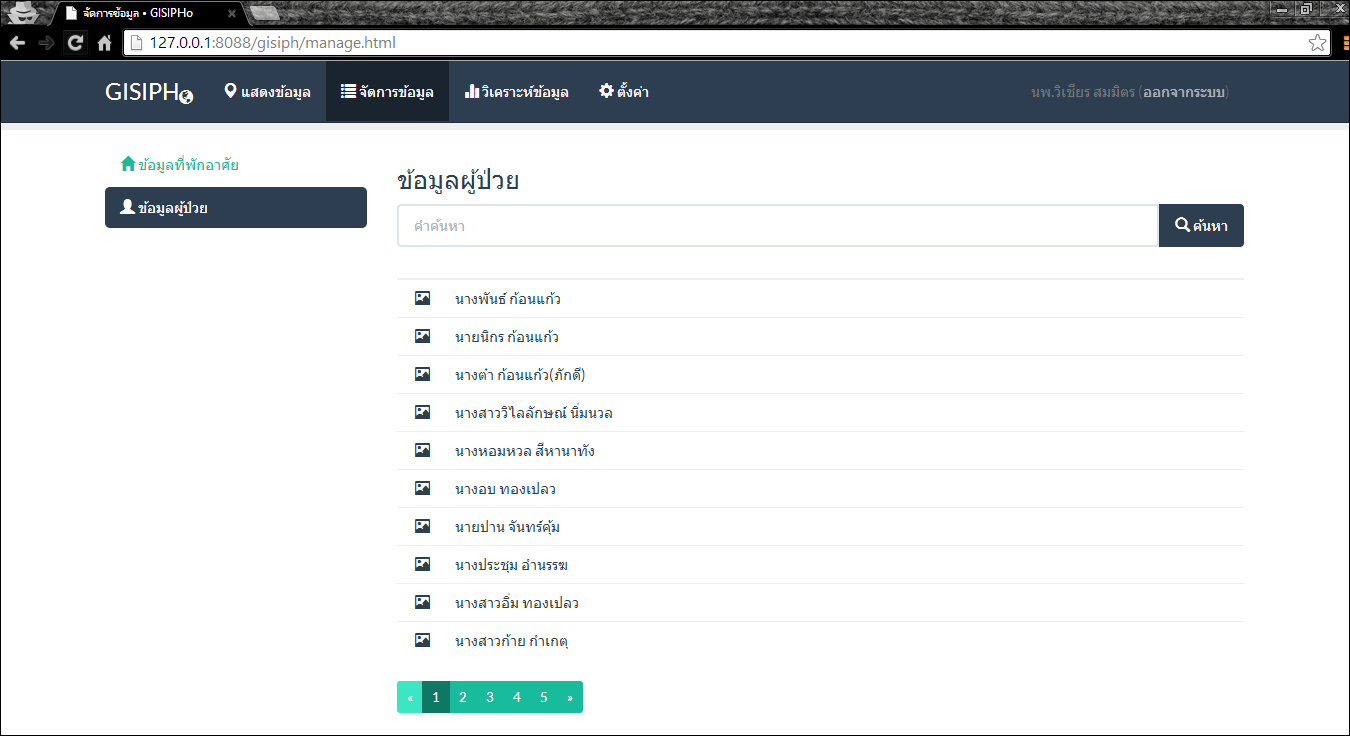 จัดการข้อมูล • GISIPHo
127.0.0.1:8088/gisiph/manage.html
GISIPH แสดงข้อมูล จัดการข้อมูล วิเคราะห์ข้อมูล ตั้งค่า นพ.วิเชียร สมมิตร (ออกจากระบบ)
ข้อมูลที่พักอาศัย
ข้อมูลผู้ป่วย
ข้อมูลผู้ป่วย
คำค้นหา ค้นหา
นางพันธ์ ก้อนแก้ว
นายนิกร ก้อนแก้ว
นางตำ ก้อนแก้ว(ภักดี)
นางสาววิไลลักษณ์ นิ่มนวล
นางหอมหวล สีหานาทัง
นางอบ ทองเปลว
นายปาน จันทร์คุ้ม
นางประชุม อำนรรฆ
นางสาวอิ่ม ทองเปลว
นางสาวก้าย กำเกตุ
« 1 2 3 4 5 »